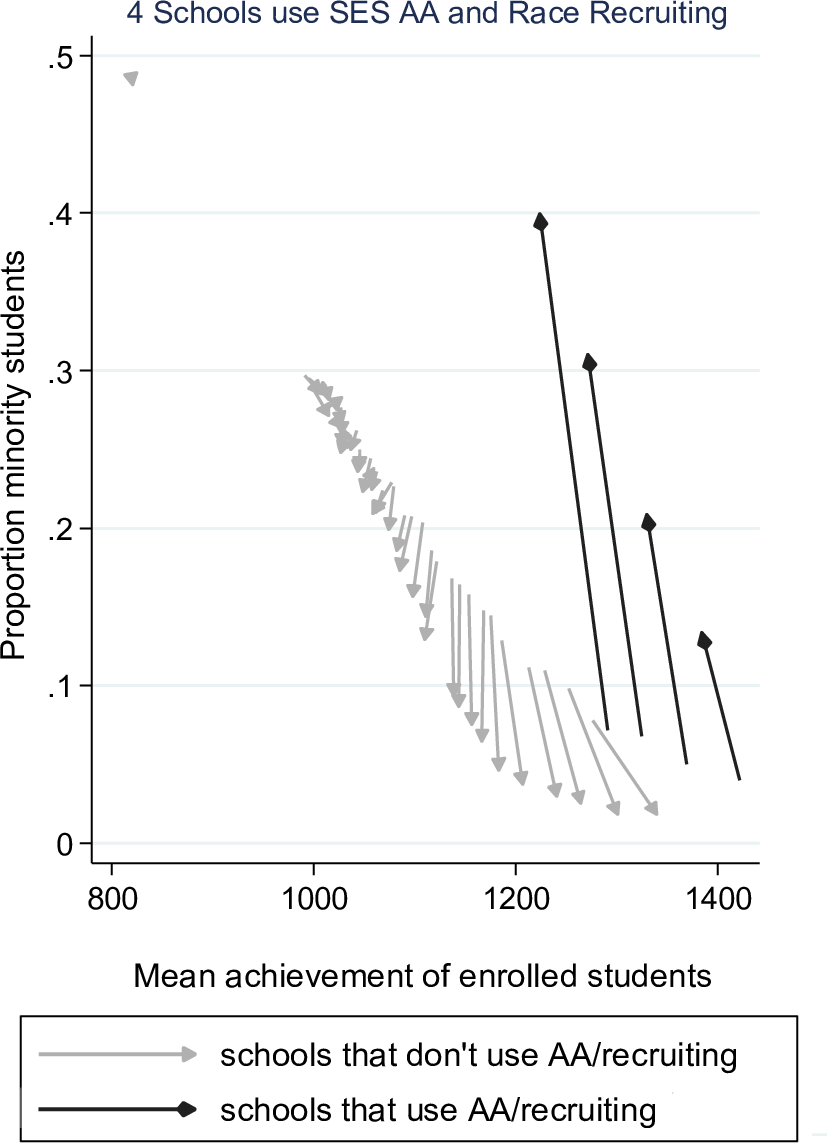 4 Schools use SES AA and Race Recruiting
.5
.4
.3
.2
.1
0
Proportion minority students
800 1000 1200 1400
Mean achievement of enrolled students
schools that don't use AA/recruiting
schools that use AA/recruiting